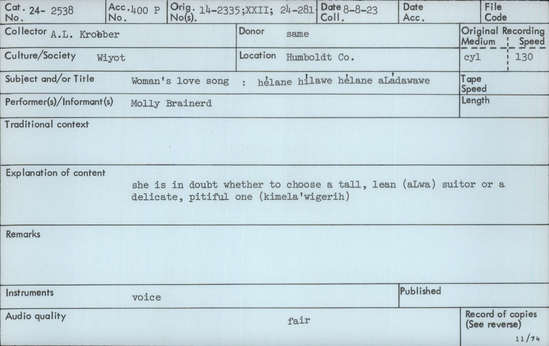 Cat. No. 24- 2538 Acc. No. 400 P Orig. No(s). 14-2335;XXII; 24-281 Date Coll. 8-8-23 Date Acc. File Code
Collector A.L. Krobber Donor same Original Recording Medium Speed
Culture/Society Wiyot Location Humboldt Co. cyl 130
Subject and/or Title Woman's love song : hélane hílawe hélane aLádawawe Tape Speed
Performer(s)/Informant(s) Molly Brainerd Length
Traditional context
Explanation of content
she is in doubt whether to choose a tall, lean (aLwa) suitor or a
delicate, pitiful one (kimela'wigerih)
Remarks
Instruments voice Published
Audio quality fair Record of copies (See reverse)
11/74